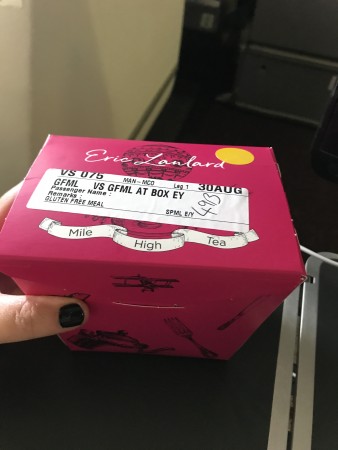 Eric Lanlard
VS 075 MAN-MCO Leg 1 30AUG
GFML VS GFML AT BOX EY
Passenger Name :
Remarks :
GLUTEN FREE MEAL SPML E/Y 49B
Mile High Tea